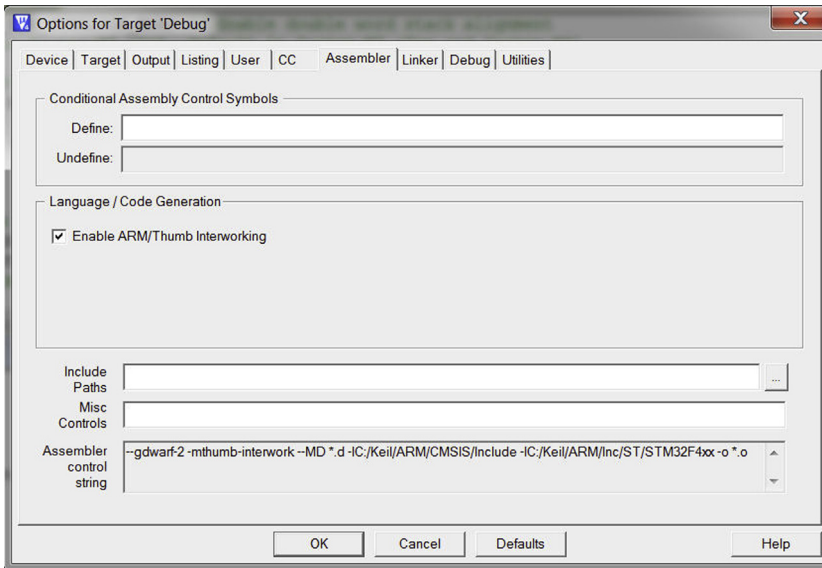 Options for Target 'Debug'
Device Target Output Listing User CC Assembler Linker Debug Utilities
Conditional Assembly Control Symbols
Define:
Undefine:
Language / Code Generation
Enable ARM/Thumb Interworking
Include
Paths
...
Misc
Controls
Assembler
control
string
--gdwarf-2 -mthumb-interwork --MD *.d -IC:/Keil/ARM/CMSIS/Include -IC:/Keil/ARM/Inc/ST/STM32F4xx -o *.o
OK Cancel Defaults Help